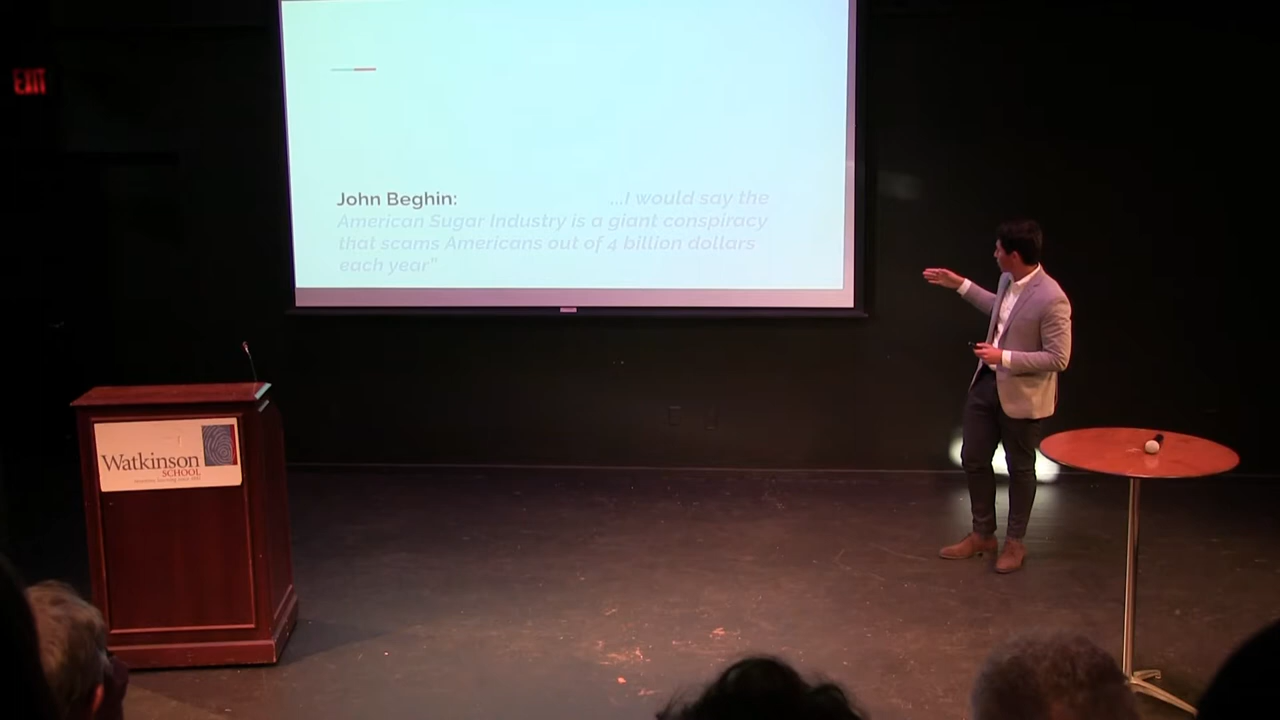 EXIT
John Beghin: ...I would say the
American Sugar Industry is a giant conspiracy
that scams Americans out of 4 billion dollars
each year"
Watkinson
SCHOOL